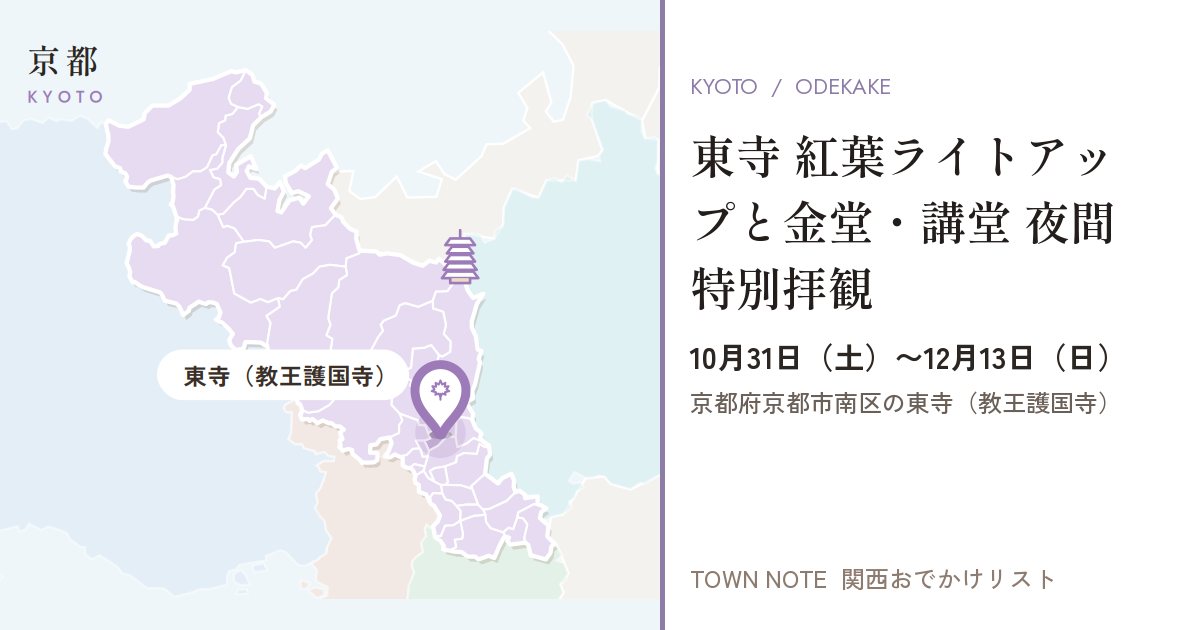 京都
KYOTO
東寺（教王護国寺）
KYOTO / ODEKAKE
東寺 紅葉ライトアッ
プと金堂・講堂 夜間
特別拝観
10月31日（土）〜12月13日（日）
京都府京都市南区の東寺（教王護国寺）
TOWN NOTE 関西おでかけリスト